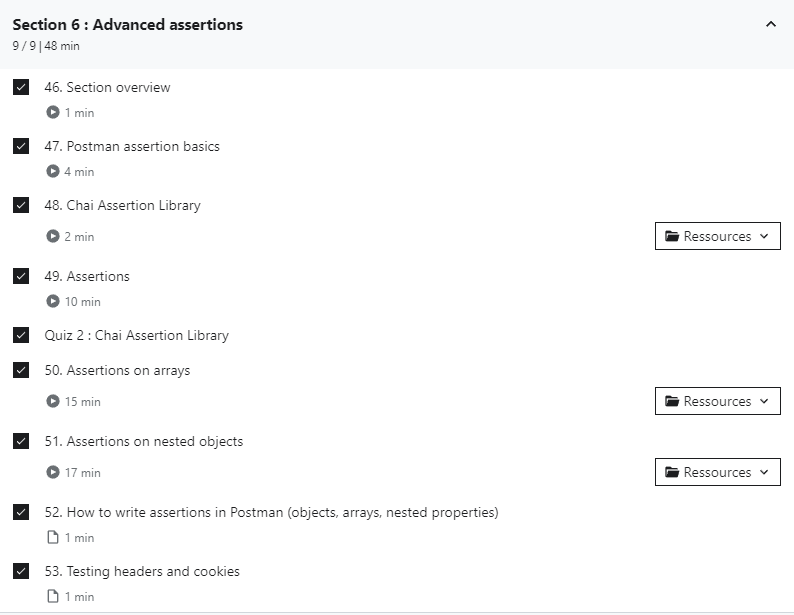 Section 6 : Advanced assertions
9 / 9 | 48 min
46. Section overview
1 min
47. Postman assertion basics
4 min
48. Chai Assertion Library
2 min
Ressources
49. Assertions
10 min
Quiz 2 : Chai Assertion Library
50. Assertions on arrays
15 min
Ressources
51. Assertions on nested objects
17 min
Ressources
52. How to write assertions in Postman (objects, arrays, nested properties)
1 min
53. Testing headers and cookies
1 min